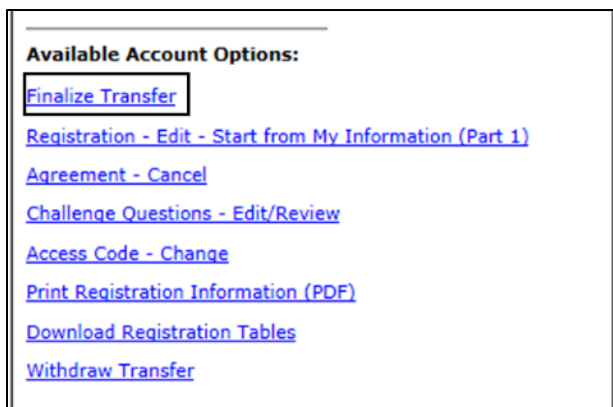 Available Account Options:
Finalize Transfer
Registration - Edit - Start from My Information (Part 1)
Agreement - Cancel
Challenge Questions - Edit/Review
Access Code - Change
Print Registration Information (PDF)
Download Registration Tables
Withdraw Transfer